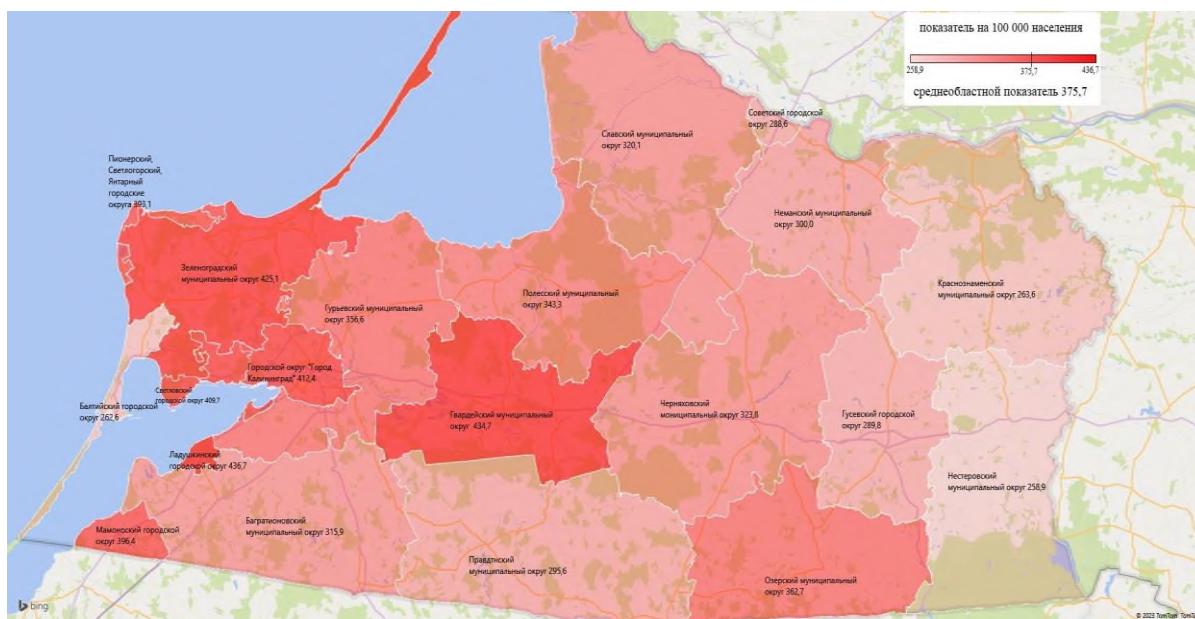 показатель на 100 000 населения
258,9
375,7
436,7
среднеобластной показатель 375,7
Советский городской
округ 288,6
Славский муниципальный
округ 320,1
Пионерский,
Светлогорский,
Янтарный
городские
округа 393,1
Неманский муниципальный
округ 300,0
Зеленоградский
муниципальный округ 425,1
Краснознаменский
муниципальный округ 263,6
Полесский муниципальный
округ 343,3
Гурьевский муниципальный
округ 356,6
Городской округ "Город
Калининград" 412,4
Светловский
городской округ 409,7
Балтийский городской
округ 262,6
Гвардейский муниципальный
округ 434,7
Черняховский
мониципальный округ 323,8
Гусевский городской
округ 289,8
Ладушкинский
городской округ 436,7
Нестеровский
муниципальный округ 258,9
Мамоноский городской
округ 396,4
Багратионовский
муниципальный округ 315,9
Правдтнский
муниципальный округ 295,6
Озерский муниципальный
округ 362,7
bing
© 2023 TomTom, TomTo